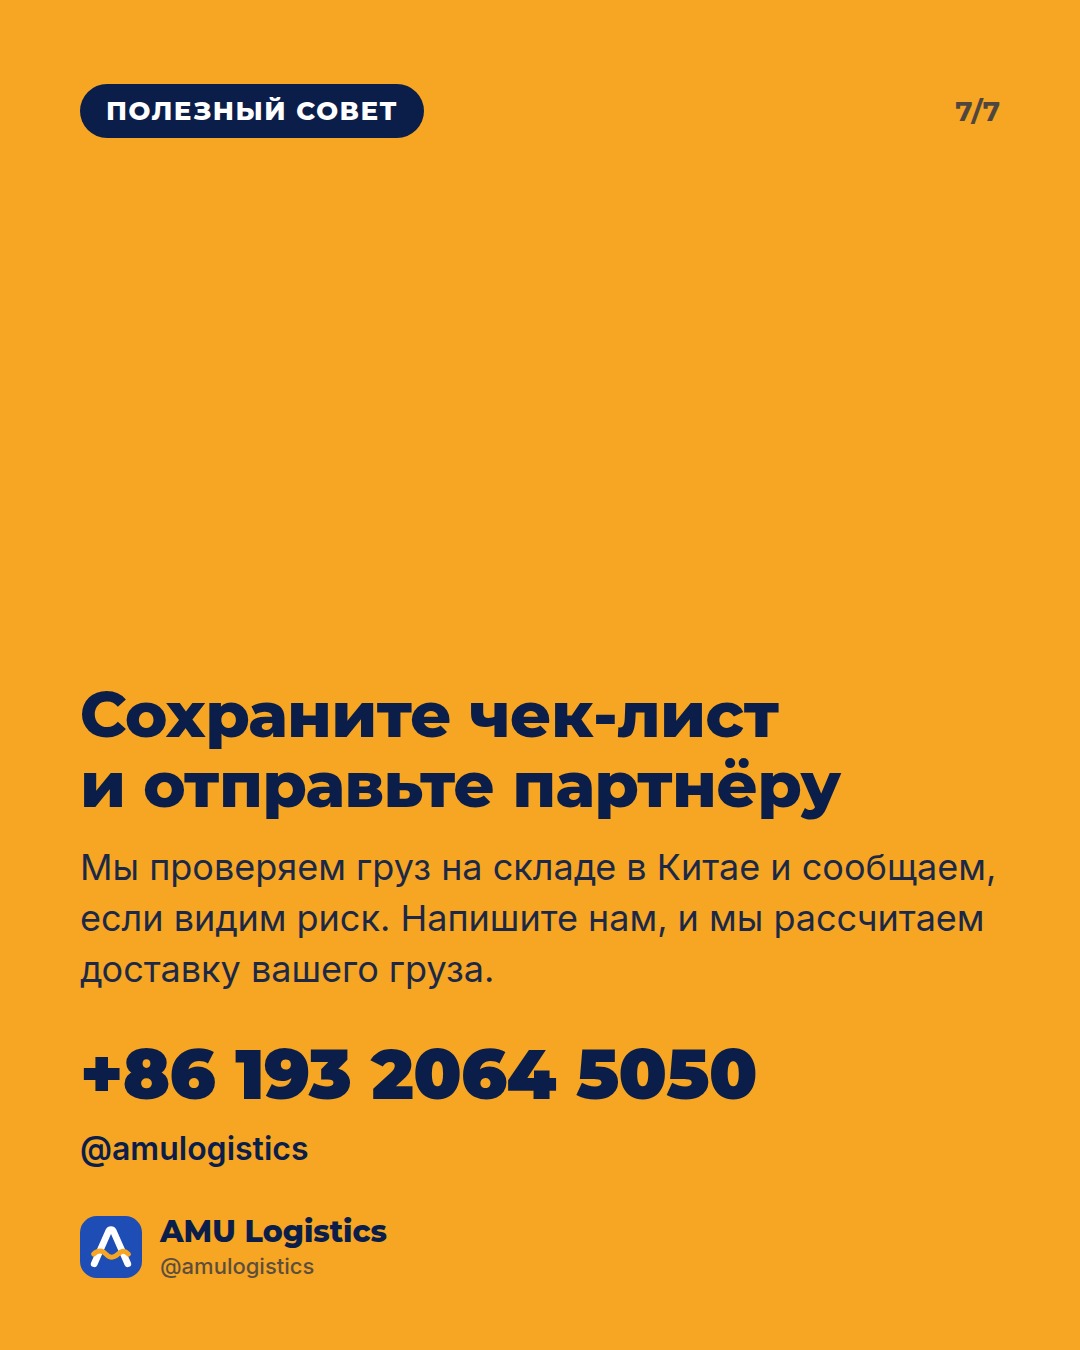 ПОЛЕЗНЫЙ СОВЕТ
7/7
Сохраните чек-лист
и отправьте партнёру
Мы проверяем груз на складе в Китае и сообщаем,
если видим риск. Напишите нам, и мы рассчитаем
доставку вашего груза.
+86 193 2064 5050
@amulogistics
AMU Logistics
@amulogistics